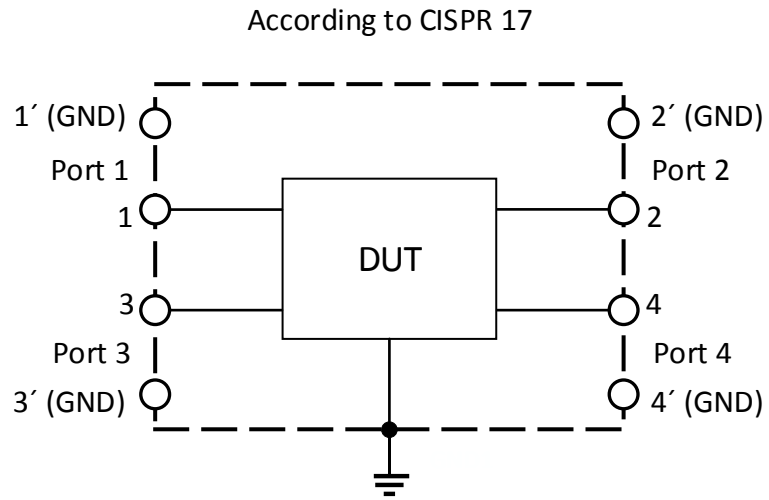 According to CISPR 17
1´ (GND)
2´ (GND)
Port 1
Port 2
1
2
DUT
3
4
Port 3
Port 4
3´ (GND)
4´ (GND)